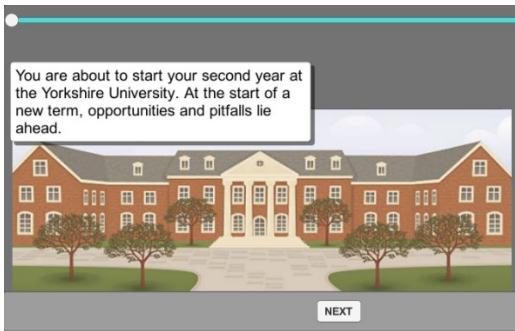 You are about to start your second year at
the Yorkshire University. At the start of a
new term, opportunities and pitfalls lie
ahead.
NEXT